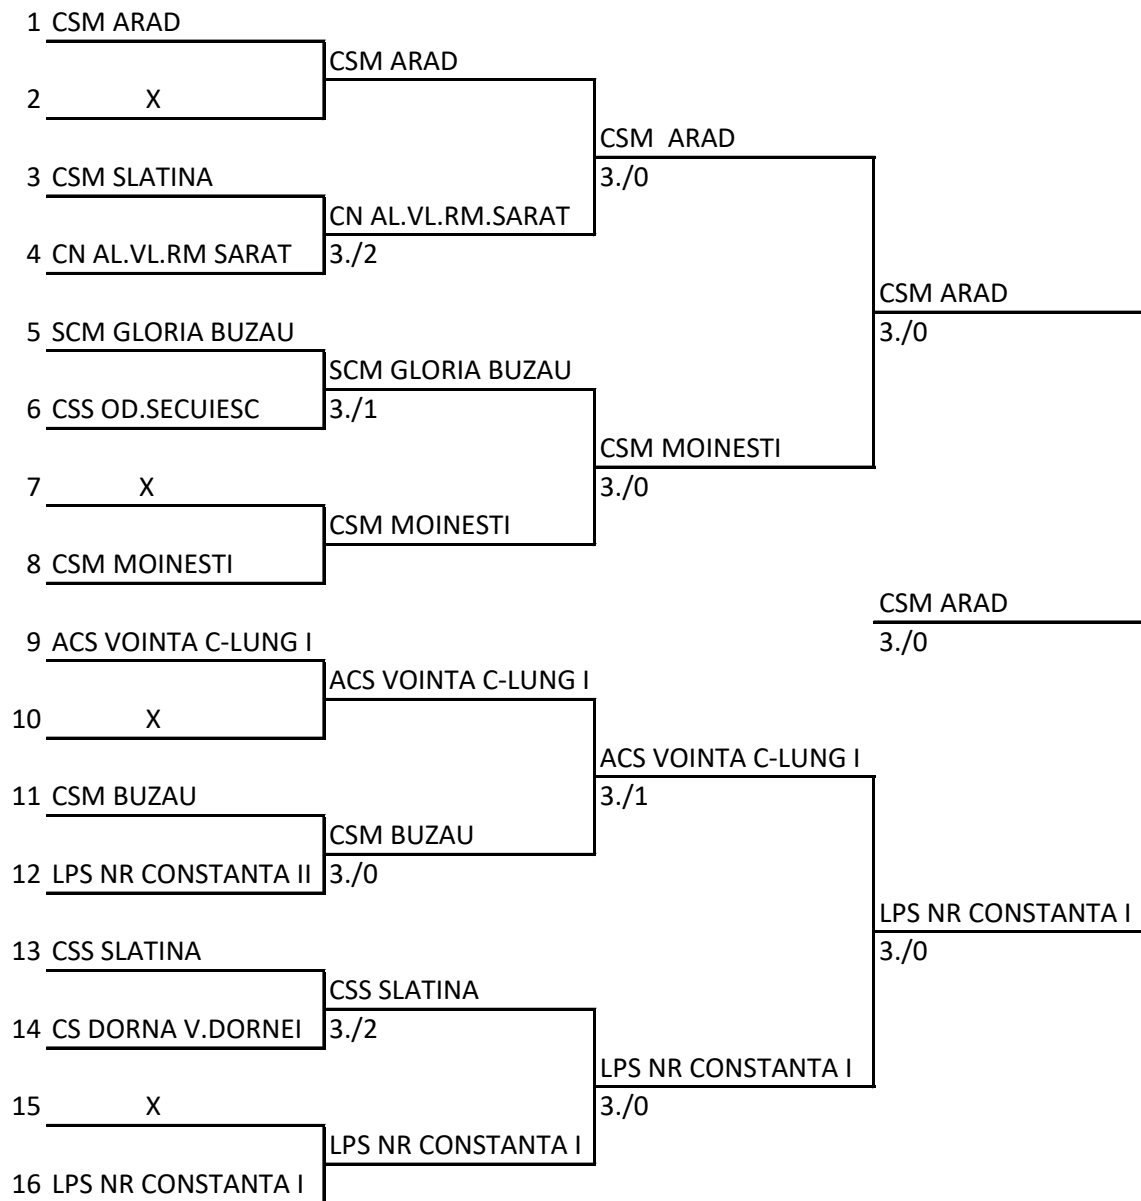 1 CSM ARAD
CSM ARAD
2 X
CSM  ARAD
3 CSM SLATINA
3./0
CN AL.VL.RM.SARAT
4 CN AL.VL.RM SARAT
3./2
CSM ARAD
5 SCM GLORIA BUZAU
3./0
SCM GLORIA BUZAU
6 CSS OD.SECUIESC
3./1
CSM MOINESTI
7 X
3./0
CSM MOINESTI
8 CSM MOINESTI
CSM ARAD
9 ACS VOINTA C-LUNG I
3./0
ACS VOINTA C-LUNG I
10 X
ACS VOINTA C-LUNG I
11 CSM BUZAU
3./1
CSM BUZAU
12 LPS NR CONSTANTA II
3./0
LPS NR CONSTANTA I
13 CSS SLATINA
3./0
CSS SLATINA
14 CS DORNA V.DORNEI
3./2
LPS NR CONSTANTA I
15 X
3./0
LPS NR CONSTANTA I
16 LPS NR CONSTANTA I